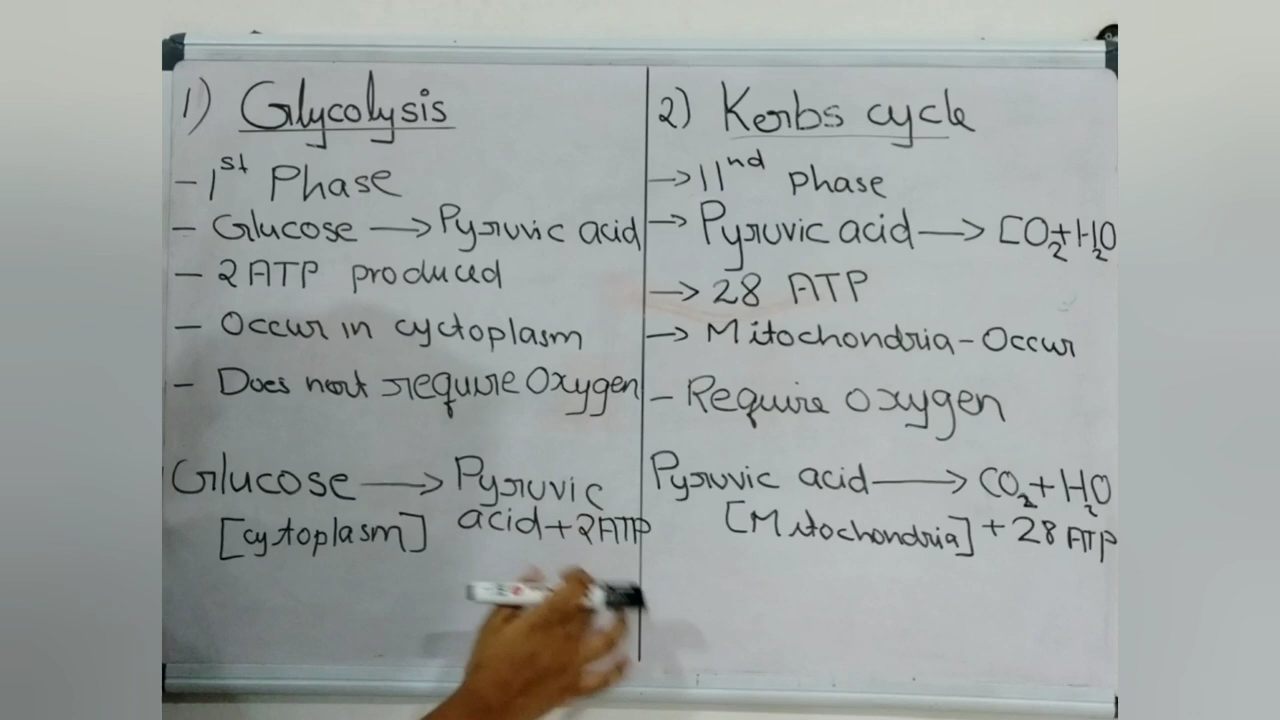 1) Glycolysis
- 1st Phase
- Glucose → Pyruvic acid
- 2 ATP produced
- Occur in cyctoplasm
- Does not require Oxygen
Glucose → Pyruvic
[cytoplasm] acid + 2ATP
2) Kerbs cycle
→ 11nd phase
→ Pyruvic acid → CO2 + H2O
→ 28 ATP
→ Mitochondria - Occur
- Require oxygen
Pyruvic acid → CO2 + H2O
[Mitochondria] + 28 ATP